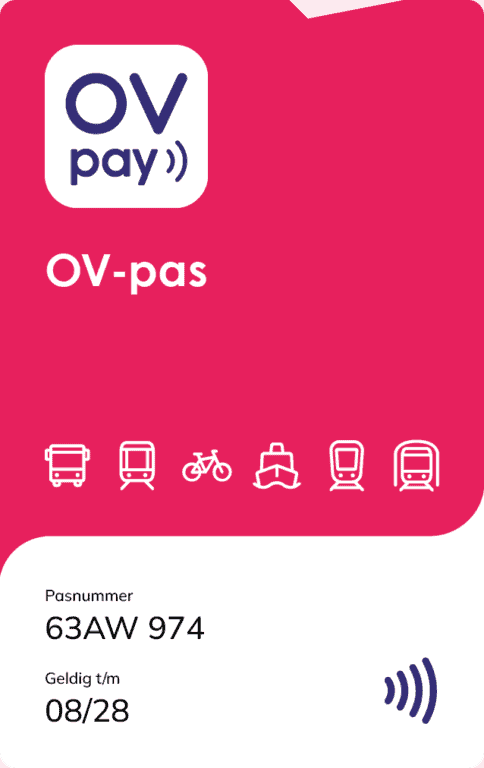 OV
pay
OV-pas
Pasnummer
63AW 974
Geldig t/m
08/28